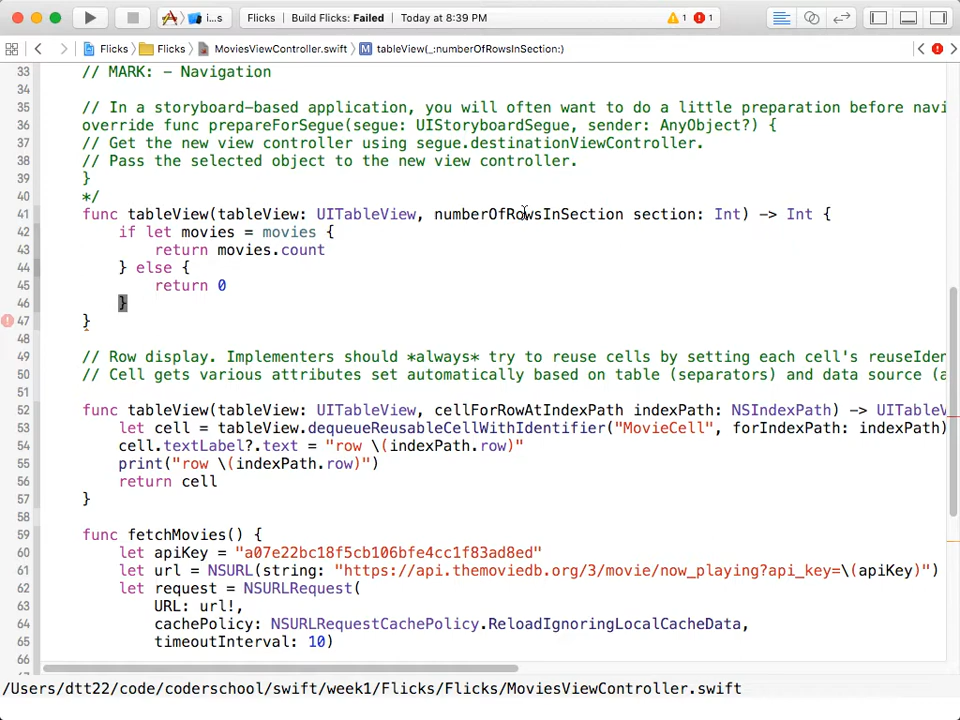 i...s Flicks Build Flicks: Failed Today at 8:39 PM 1 1
Flicks Flicks MoviesViewController.swift M tableView(_:numberOfRowsInSection:)
33 // MARK: - Navigation
34
35 // In a storyboard-based application, you will often want to do a little preparation before navi
36 override func prepareForSegue(segue: UIStoryboardSegue, sender: AnyObject?) {
37 // Get the new view controller using segue.destinationViewController.
38 // Pass the selected object to the new view controller.
39 }
40 */
41 func tableView(tableView: UITableView, numberOfRowsInSection section: Int) -> Int {
42 if let movies = movies {
43 return movies.count
44 } else {
45 return 0
46 }
47 }
48
49 // Row display. Implementers should *always* try to reuse cells by setting each cell's reuseIden
50 // Cell gets various attributes set automatically based on table (separators) and data source (a
51
52 func tableView(tableView: UITableView, cellForRowAtIndexPath indexPath: NSIndexPath) -> UITableV
53 let cell = tableView.dequeueReusableCellWithIdentifier("MovieCell", forIndexPath: indexPath)
54 cell.textLabel?.text = "row \(indexPath.row)"
55 print("row \(indexPath.row)")
56 return cell
57 }
58
59 func fetchMovies() {
60 let apiKey = "a07e22bc18f5cb106bfe4cc1f83ad8ed"
61 let url = NSURL(string: "https://api.themoviedb.org/3/movie/now_playing?api_key=\(apiKey)")
62 let request = NSURLRequest(
63 URL: url!,
64 cachePolicy: NSURLRequestCachePolicy.ReloadIgnoringLocalCacheData,
65 timeoutInterval: 10)
66
/Users/dtt22/code/coderschool/swift/week1/Flicks/Flicks/MoviesViewController.swift